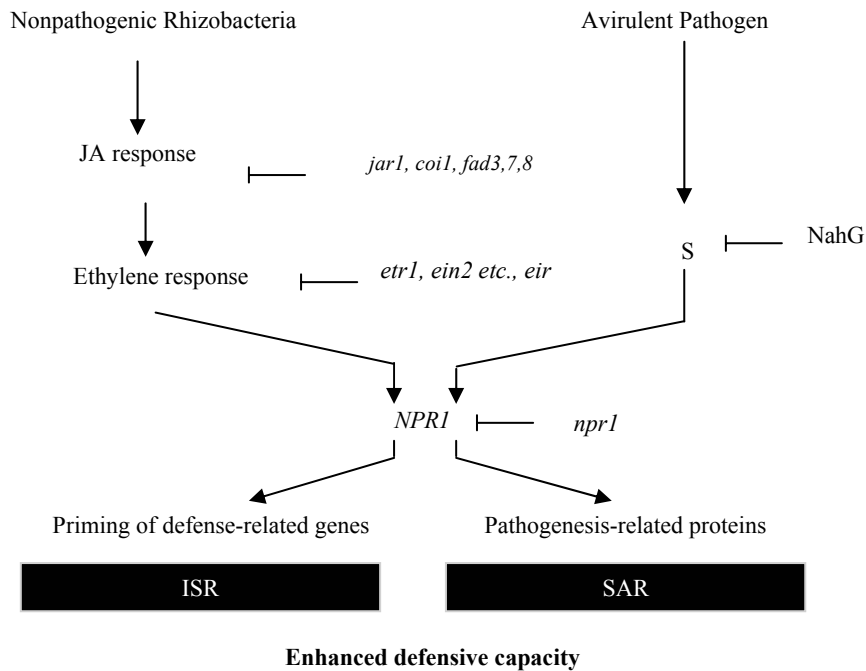 Nonpathogenic Rhizobacteria
Avirulent Pathogen
JA response
jar1, coi1, fad3,7,8
S
NahG
Ethylene response
etr1, ein2 etc., eir
NPR1
npr1
Priming of defense-related genes
Pathogenesis-related proteins
ISR
SAR
Enhanced defensive capacity